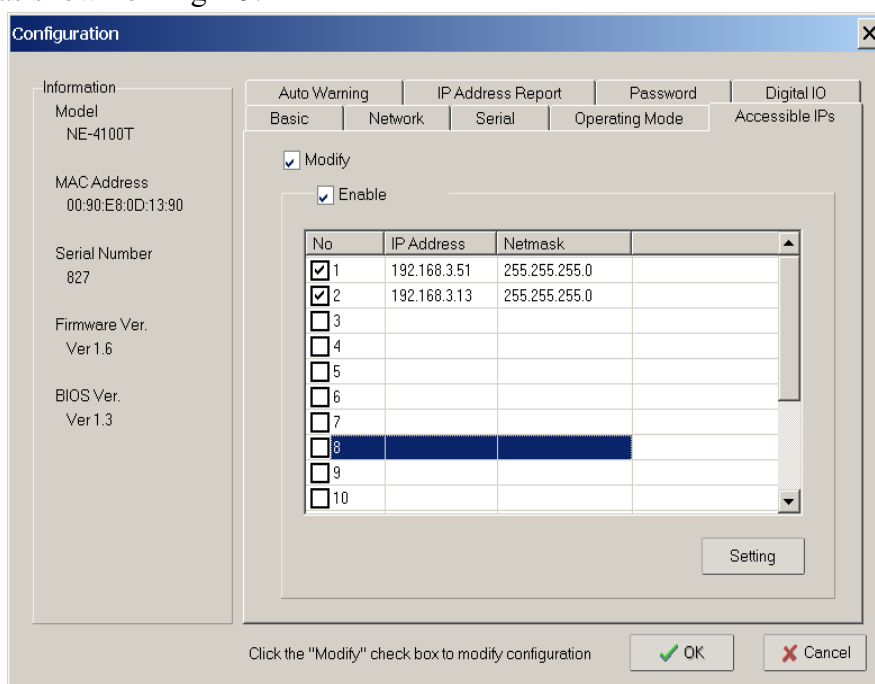 Configuration
Information
Model
NE-4100T
MAC Address
00:90:E8:0D:13:90
Serial Number
827
Firmware Ver.
Ver 1.6
BIOS Ver.
Ver 1.3
Auto Warning IP Address Report Password Digital IO
Basic Network Serial Operating Mode Accessible IPs
Modify
Enable
No IP Address Netmask
1 192.168.3.51 255.255.255.0
2 192.168.3.13 255.255.255.0
3
4
5
6
7
8
9
10
Setting
Click the "Modify" check box to modify configuration OK Cancel